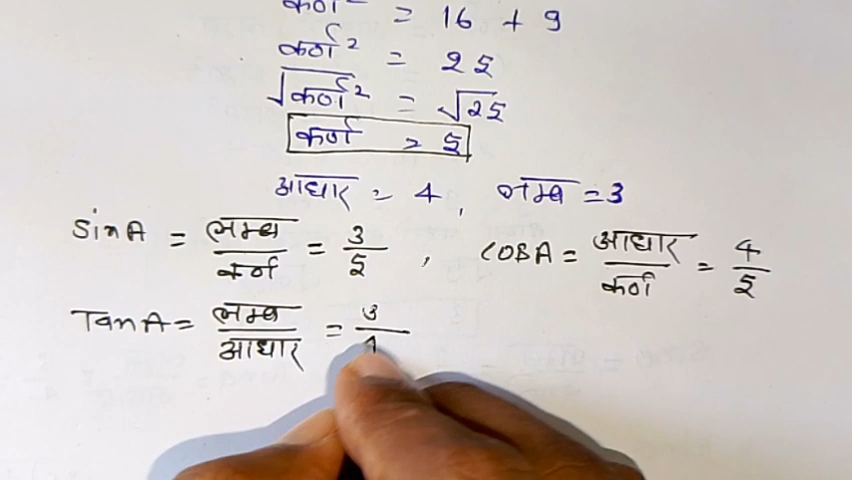 कर्ण² = 16 + 9
कर्ण² = 25
√कर्ण² = √25
कर्ण = 5
आधार = 4, लम्ब = 3
sinA = लम्ब/कर्ण = 3/5, cosA = आधार/कर्ण = 4/5
TanA = लम्ब/आधार = 3/4